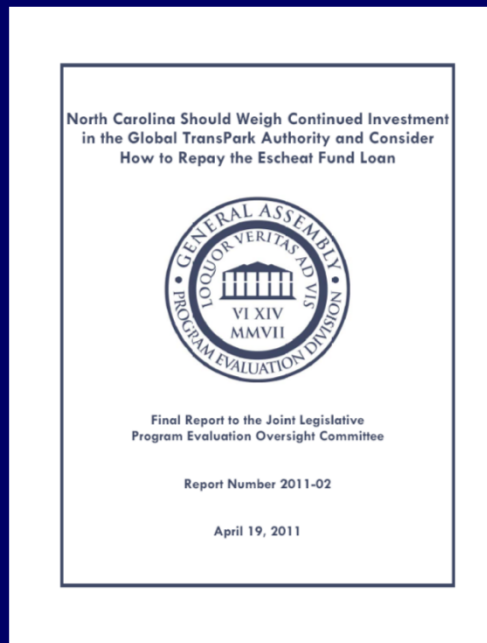 North Carolina Should Weigh Continued Investment
in the Global TransPark Authority and Consider
How to Repay the Escheat Fund Loan
GENERAL ASSEMBLY
LOQUOR VERITAS AD VIS
VI XIV
MMVII
PROGRAM EVALUATION DIVISION
Final Report to the Joint Legislative
Program Evaluation Oversight Committee
Report Number 2011-02
April 19, 2011